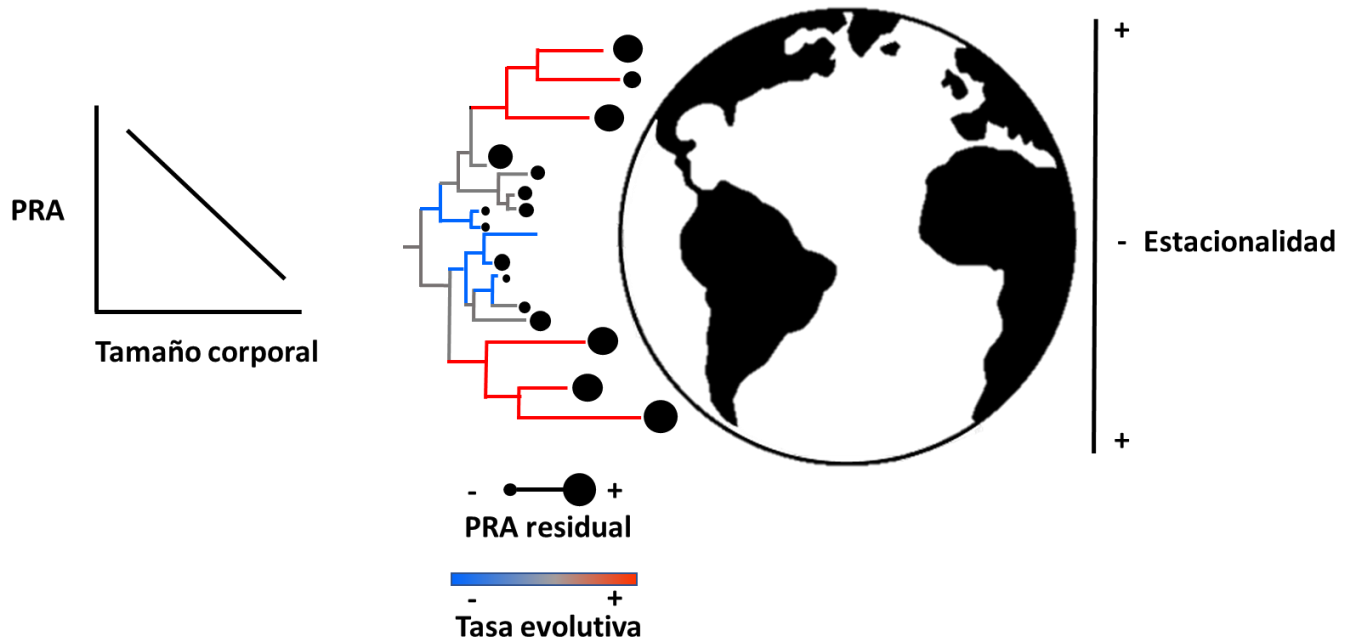 PRA
Tamaño corporal
- +
PRA residual
- +
Tasa evolutiva
+
- Estacionalidad
+